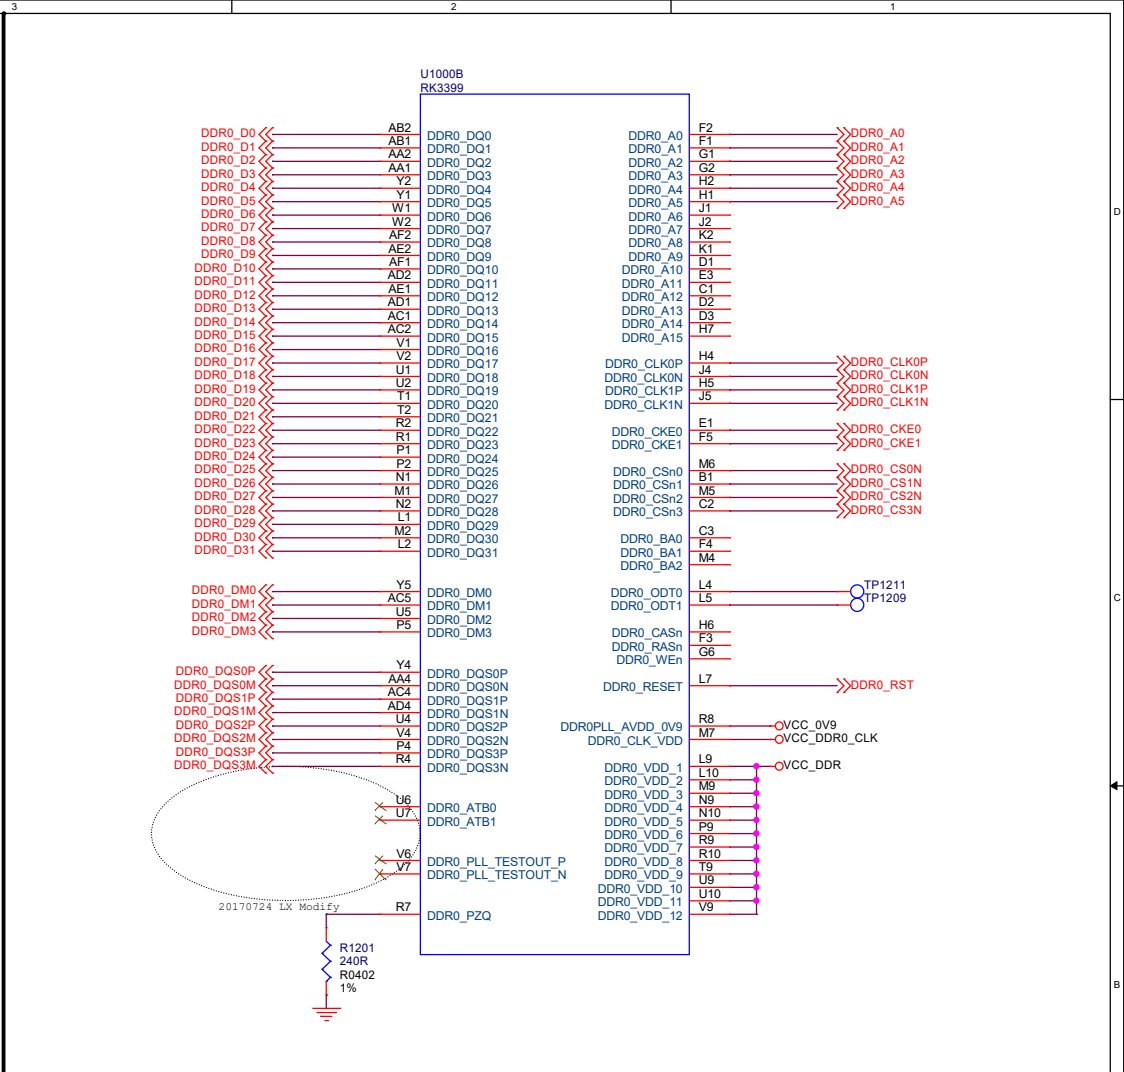 3 2 1
U1000B
RK3399
DDR0_D0 AB2 DDR0_DQ0 DDR0_A0 F2 DDR0_A0
DDR0_D1 AB1 DDR0_DQ1 DDR0_A1 F1 DDR0_A1
DDR0_D2 AA2 DDR0_DQ2 DDR0_A2 G1 DDR0_A2
DDR0_D3 AA1 DDR0_DQ3 DDR0_A3 G2 DDR0_A3
DDR0_D4 Y2 DDR0_DQ4 DDR0_A4 H2 DDR0_A4
DDR0_D5 Y1 DDR0_DQ5 DDR0_A5 H1 DDR0_A5
DDR0_D6 W1 DDR0_DQ6 DDR0_A6 J1 D
DDR0_D7 W2 DDR0_DQ7 DDR0_A7 J2
DDR0_D8 AF2 DDR0_DQ8 DDR0_A8 K2
DDR0_D9 AE2 DDR0_DQ9 DDR0_A9 K1
DDR0_D10 AF1 DDR0_DQ10 DDR0_A10 D1
DDR0_D11 AD2 DDR0_DQ11 DDR0_A11 E3
DDR0_D12 AE1 DDR0_DQ12 DDR0_A12 C1
DDR0_D13 AD1 DDR0_DQ13 DDR0_A13 D2
DDR0_D14 AC1 DDR0_DQ14 DDR0_A14 D3
DDR0_D15 AC2 DDR0_DQ15 DDR0_A15 H7
DDR0_D16 V1 DDR0_DQ16
DDR0_D17 V2 DDR0_DQ17 DDR0_CLK0P H4 DDR0_CLK0P
DDR0_D18 U1 DDR0_DQ18 DDR0_CLK0N J4 DDR0_CLK0N
DDR0_D19 U2 DDR0_DQ19 DDR0_CLK1P H5 DDR0_CLK1P
DDR0_D20 T1 DDR0_DQ20 DDR0_CLK1N J5 DDR0_CLK1N
DDR0_D21 T2 DDR0_DQ21
DDR0_D22 R2 DDR0_DQ22 DDR0_CKE0 E1 DDR0_CKE0
DDR0_D23 R1 DDR0_DQ23 DDR0_CKE1 F5 DDR0_CKE1
DDR0_D24 P1 DDR0_DQ24
DDR0_D25 P2 DDR0_DQ25 DDR0_CSn0 M6 DDR0_CS0N
DDR0_D26 N1 DDR0_DQ26 DDR0_CSn1 B1 DDR0_CS1N
DDR0_D27 M1 DDR0_DQ27 DDR0_CSn2 M5 DDR0_CS2N
DDR0_D28 N2 DDR0_DQ28 DDR0_CSn3 C2 DDR0_CS3N
DDR0_D29 L1 DDR0_DQ29
DDR0_D30 M2 DDR0_DQ30 DDR0_BA0 C3
DDR0_D31 L2 DDR0_DQ31 DDR0_BA1 F4
DDR0_BA2 M4
DDR0_DM0 Y5 DDR0_DM0 DDR0_ODT0 L4 TP1211
DDR0_DM1 AC5 DDR0_DM1 DDR0_ODT1 L5 TP1209 C
DDR0_DM2 U5 DDR0_DM2
DDR0_DM3 P5 DDR0_DM3 DDR0_CASn H6
DDR0_RASn F3
DDR0_WEn G6
DDR0_DQS0P Y4 DDR0_DQS0P
DDR0_DQS0M AA4 DDR0_DQS0N DDR0_RESET L7 DDR0_RST
DDR0_DQS1P AC4 DDR0_DQS1P
DDR0_DQS1M AD4 DDR0_DQS1N
DDR0_DQS2P U4 DDR0_DQS2P DDR0PLL_AVDD_0V9 R8 VCC_0V9
DDR0_DQS2M V4 DDR0_DQS2N DDR0_CLK_VDD M7 VCC_DDR0_CLK
DDR0_DQS3P P4 DDR0_DQS3P
DDR0_DQS3M R4 DDR0_DQS3N DDR0_VDD_1 L9 VCC_DDR
DDR0_VDD_2 L10
DDR0_VDD_3 M9
U6 DDR0_ATB0 DDR0_VDD_4 N9
U7 DDR0_ATB1 DDR0_VDD_5 N10
DDR0_VDD_6 P9
DDR0_VDD_7 R9
V6 DDR0_PLL_TESTOUT_P DDR0_VDD_8 R10
V7 DDR0_PLL_TESTOUT_N DDR0_VDD_9 T9
DDR0_VDD_10 U9
DDR0_VDD_11 U10
20170724 LX Modify
R7 DDR0_PZQ DDR0_VDD_12 V9
R1201
240R
R0402
1%
B